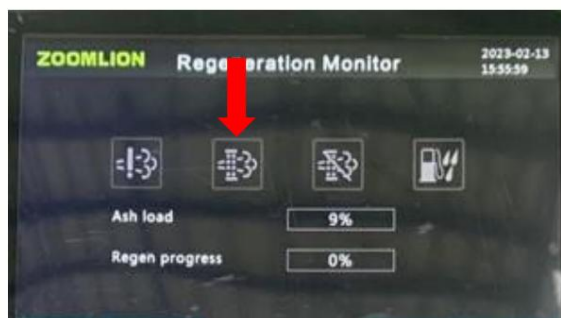 ZOOMLION
Regeneration Monitor
2023-02-13
15:55:59
Ash load
9%
Regen progress
0%